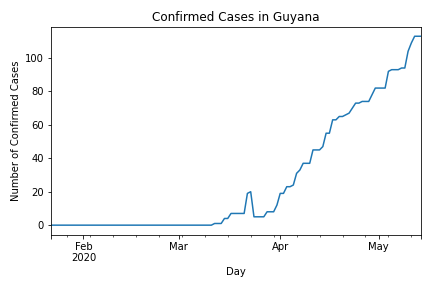 Confirmed Cases in Guyana
Number of Confirmed Cases
100
80
60
40
20
0
Feb
2020
Mar
Apr
May
Day